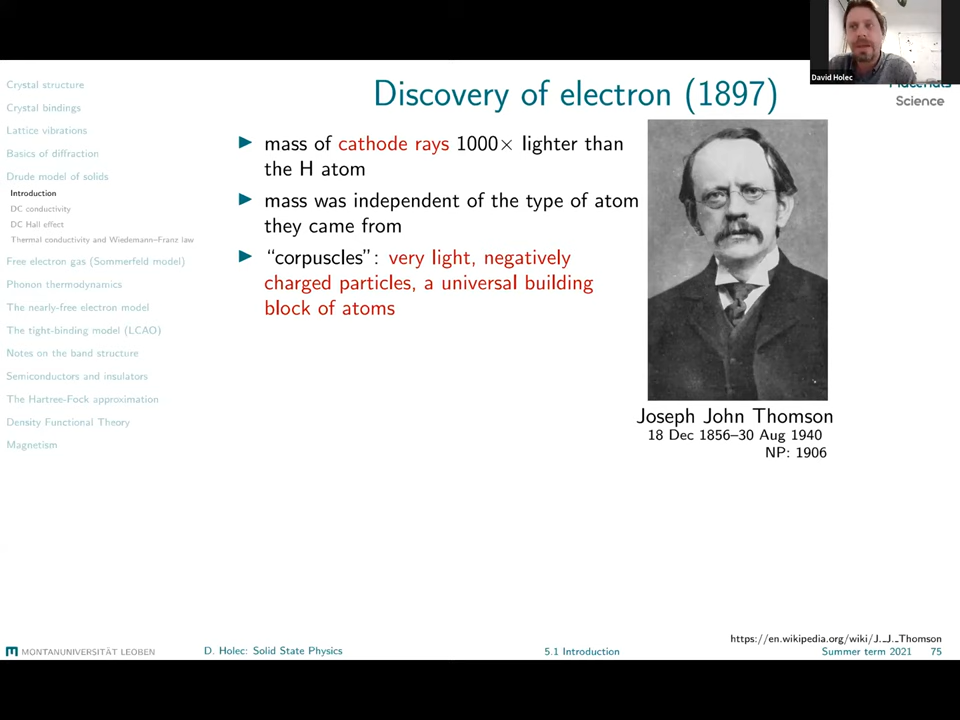 David Holec
Materials
Science
Discovery of electron (1897)
Crystal structure
Crystal bindings
Lattice vibrations
Basics of diffraction
Drude model of solids
Introduction
DC conductivity
DC Hall effect
Thermal conductivity and Wiedemann–Franz law
Free electron gas (Sommerfeld model)
Phonon thermodynamics
The nearly-free electron model
The tight-binding model (LCAO)
Notes on the band structure
Semiconductors and insulators
The Hartree-Fock approximation
Density Functional Theory
Magnetism
▶ mass of cathode rays 1000× lighter than
the H atom
▶ mass was independent of the type of atom
they came from
▶ “corpuscles”: very light, negatively
charged particles, a universal building
block of atoms
Joseph John Thomson
18 Dec 1856–30 Aug 1940
NP: 1906
https://en.wikipedia.org/wiki/J._J._Thomson
MONTANUNIVERSITÄT LEOBEN
D. Holec: Solid State Physics
5.1 Introduction
Summer term 2021 75